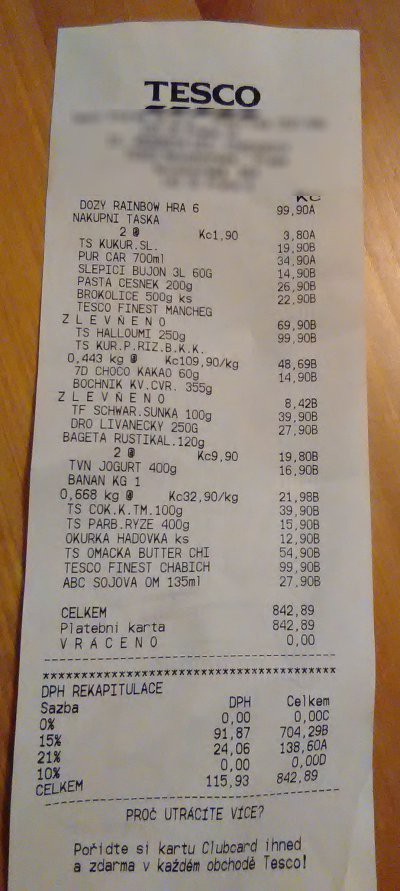 TESCO
Kč
DOZY RAINBOW HRA 6 99,90A
NAKUPNI TASKA
2 @ Kc1,90 3,80A
TS KUKUR.SL. 19,90B
PUR CAR 700ml 34,90A
SLEPICI BUJON 3L 60G 14,90B
PASTA CESNEK 200g 26,90B
BROKOLICE 500g ks 22,90B
TESCO FINEST MANCHEG
Z L E V N E N O 69,90B
TS HALLOUMI 250g 99,90B
TS KUR.P.RIZ.B.K.K.
0,443 kg @ Kc109,90/kg 48,69B
7D CHOCO KAKAO 60g 14,90B
BOCHNIK KV.CVR. 355g
Z L E V N E N O 8,42B
TF SCHWAR.SUNKA 100g 39,90B
DRO LIVANECKY 250G 27,90B
BAGETA RUSTIKAL.120g
2 @ Kc9,90 19,80B
TVN JOGURT 400g 16,90B
BANAN KG 1
0,668 kg @ Kc32,90/kg 21,98B
TS COK.K.TM.100g 39,90B
TS PARB.RYZE 400g 15,90B
OKURKA HADOVKA ks 12,90B
TS OMACKA BUTTER CHI 54,90B
TESCO FINEST CHABICH 99,90B
ABC SOJOVA OM 135ml 27,90B
CELKEM 842,89
Platebni karta 842,89
V R A C E N O 0,00
DPH REKAPITULACE
Sazba DPH Celkem
0% 0,00 0,00C
15% 91,87 704,29B
21% 24,06 138,60A
10% 0,00 0,00D
CELKEM 115,93 842,89
PROČ UTRÁCÍTE VÍCE?
Pořiďte si kartu Clubcard ihned
a zdarma v každém obchodě Tesco!